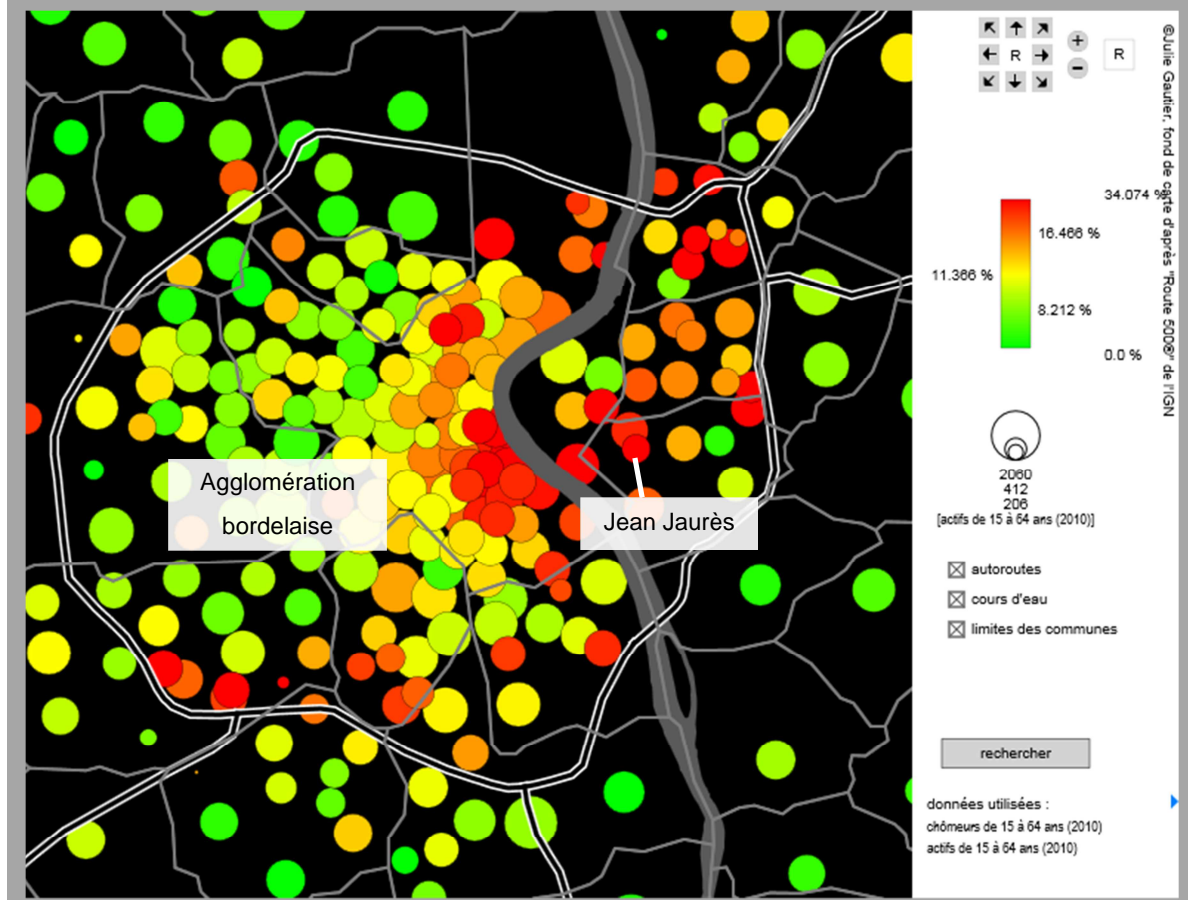 Agglomération
bordelaise
Jean Jaurès
R
+
−
R
34.074 %
16.466 %
11.366 %
8.212 %
0.0 %
2060
412
206
[actifs de 15 à 64 ans (2010)]
autoroutes
cours d'eau
limites des communes
rechercher
données utilisées :
chômeurs de 15 à 64 ans (2010)
actifs de 15 à 64 ans (2010)
©Julie Gautier, fond de carte d'après "Route 500®" de l'IGN